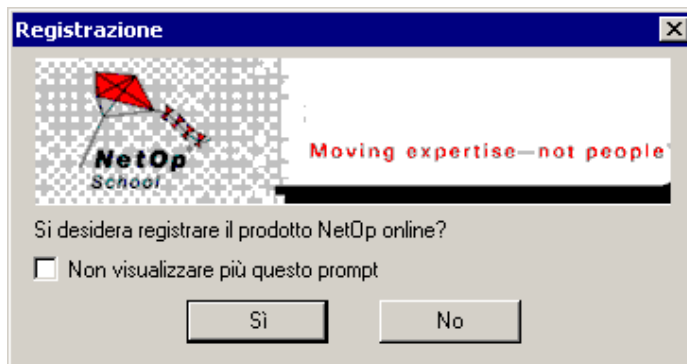 Registrazione
NetOp
School
Moving expertise—not people
Si desidera registrare il prodotto NetOp online?
Non visualizzare più questo prompt
Sì
No